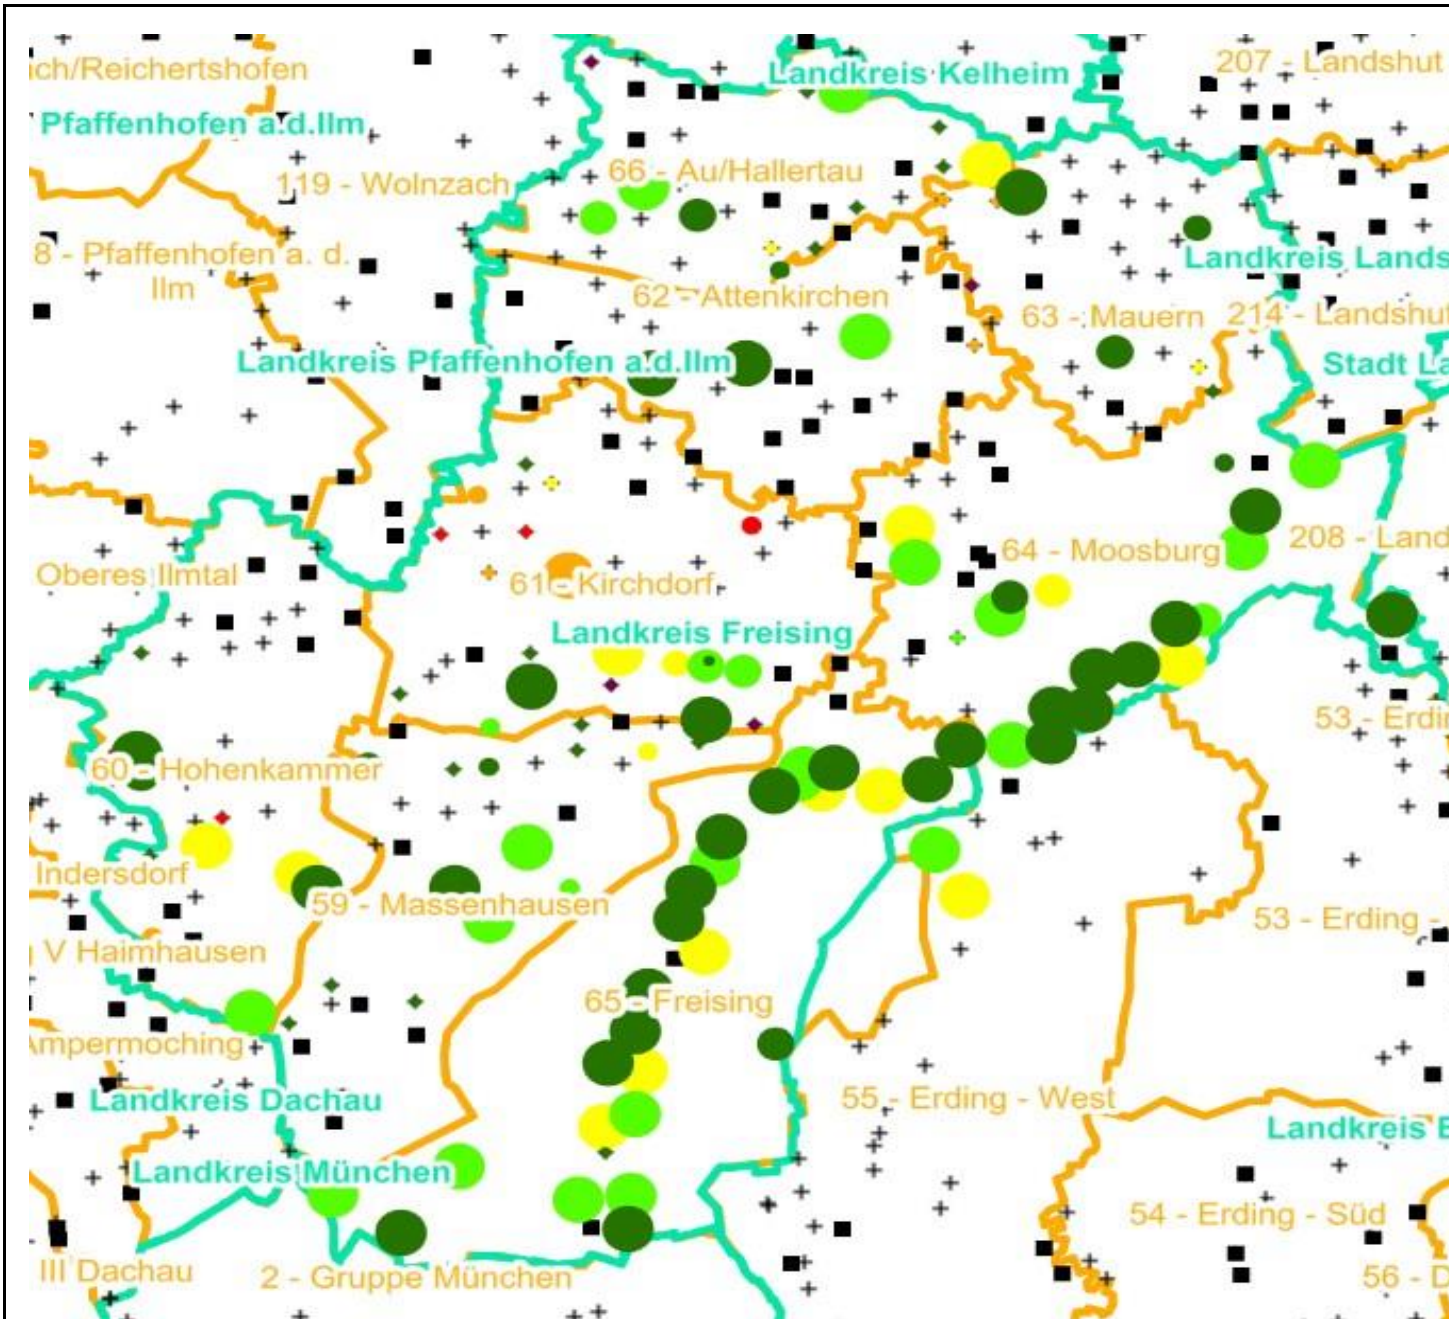 ich/Reichertshofen
Landkreis Kelheim
207 - Landshut
Pfaffenhofen a.d.Ilm
119 - Wolnzach
66 - Au/Hallertau
8 - Pfaffenhofen a. d.
Ilm
Landkreis Lands
62 - Attenkirchen
63 - Mauern
214 - Landshut
Landkreis Pfaffenhofen a.d.Ilm
Stadt La
64 - Moosburg
208 - Land
Oberes Ilmtal
61 - Kirchdorf
Landkreis Freising
53 - Erdin
60 - Hohenkammer
Indersdorf
59 - Massenhausen
53 - Erding -
V Haimhausen
65 - Freising
Ampermoching
Landkreis Dachau
55 - Erding - West
Landkreis E
Landkreis München
54 - Erding - Süd
III Dachau
2 - Gruppe München
56 - D